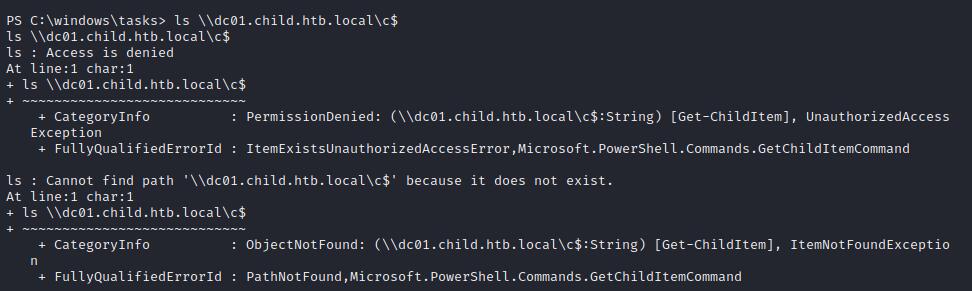 PS C:\windows\tasks> ls \\dc01.child.htb.local\c$
ls \\dc01.child.htb.local\c$
ls : Access is denied
At line:1 char:1
+ ls \\dc01.child.htb.local\c$
+ ~~~~~~~~~~~~~~~~~~~~~~~~~~~~
    + CategoryInfo          : PermissionDenied: (\\dc01.child.htb.local\c$:String) [Get-ChildItem], UnauthorizedAccess
   Exception
    + FullyQualifiedErrorId : ItemExistsUnauthorizedAccessError,Microsoft.PowerShell.Commands.GetChildItemCommand

ls : Cannot find path '\\dc01.child.htb.local\c$' because it does not exist.
At line:1 char:1
+ ls \\dc01.child.htb.local\c$
+ ~~~~~~~~~~~~~~~~~~~~~~~~~~~~
    + CategoryInfo          : ObjectNotFound: (\\dc01.child.htb.local\c$:String) [Get-ChildItem], ItemNotFoundExceptio
   n
    + FullyQualifiedErrorId : PathNotFound,Microsoft.PowerShell.Commands.GetChildItemCommand